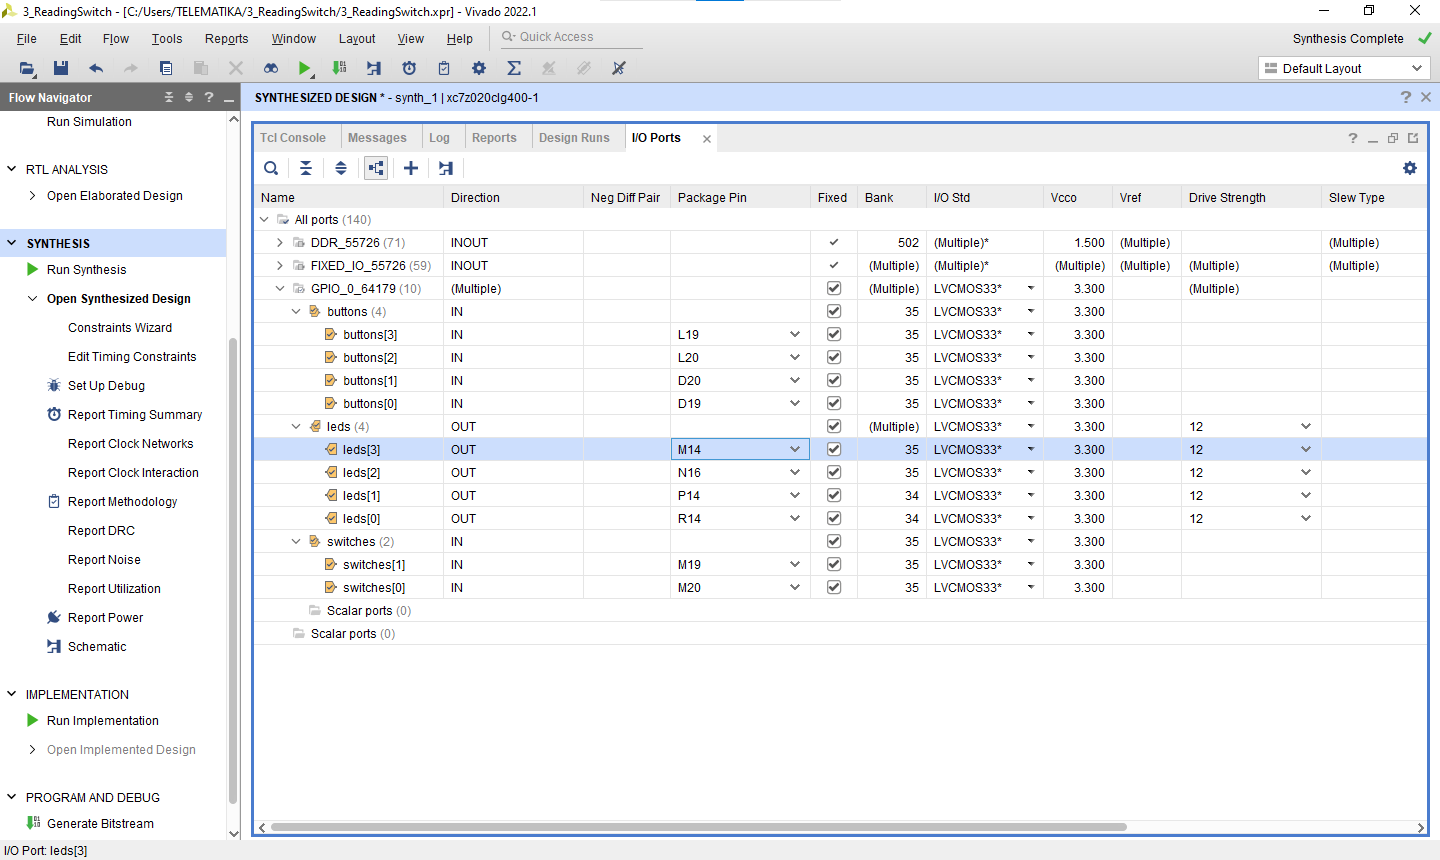 3_ReadingSwitch - [C:/Users/TELEMATIKA/3_ReadingSwitch/3_ReadingSwitch.xpr] - Vivado 2022.1
File Edit Flow Tools Reports Window Layout View Help Quick Access Synthesis Complete
Default Layout
Flow Navigator
Run Simulation
RTL ANALYSIS
Open Elaborated Design
SYNTHESIS
Run Synthesis
Open Synthesized Design
Constraints Wizard
Edit Timing Constraints
Set Up Debug
Report Timing Summary
Report Clock Networks
Report Clock Interaction
Report Methodology
Report DRC
Report Noise
Report Utilization
Report Power
Schematic
IMPLEMENTATION
Run Implementation
Open Implemented Design
PROGRAM AND DEBUG
Generate Bitstream
SYNTHESIZED DESIGN * - synth_1 | xc7z020clg400-1
Tcl Console Messages Log Reports Design Runs I/O Ports
Name Direction Neg Diff Pair Package Pin Fixed Bank I/O Std Vcco Vref Drive Strength Slew Type
All ports (140)
DDR_55726 (71) INOUT 502 (Multiple)* 1.500 (Multiple) (Multiple)
FIXED_IO_55726 (59) INOUT (Multiple) (Multiple)* (Multiple) (Multiple) (Multiple) (Multiple)
GPIO_0_64179 (10) (Multiple) (Multiple) LVCMOS33* 3.300 (Multiple)
buttons (4) IN 35 LVCMOS33* 3.300
buttons[3] IN L19 35 LVCMOS33* 3.300
buttons[2] IN L20 35 LVCMOS33* 3.300
buttons[1] IN D20 35 LVCMOS33* 3.300
buttons[0] IN D19 35 LVCMOS33* 3.300
leds (4) OUT (Multiple) LVCMOS33* 3.300 12
leds[3] OUT M14 35 LVCMOS33* 3.300 12
leds[2] OUT N16 35 LVCMOS33* 3.300 12
leds[1] OUT P14 34 LVCMOS33* 3.300 12
leds[0] OUT R14 34 LVCMOS33* 3.300 12
switches (2) IN 35 LVCMOS33* 3.300
switches[1] IN M19 35 LVCMOS33* 3.300
switches[0] IN M20 35 LVCMOS33* 3.300
Scalar ports (0)
Scalar ports (0)
I/O Port: leds[3]